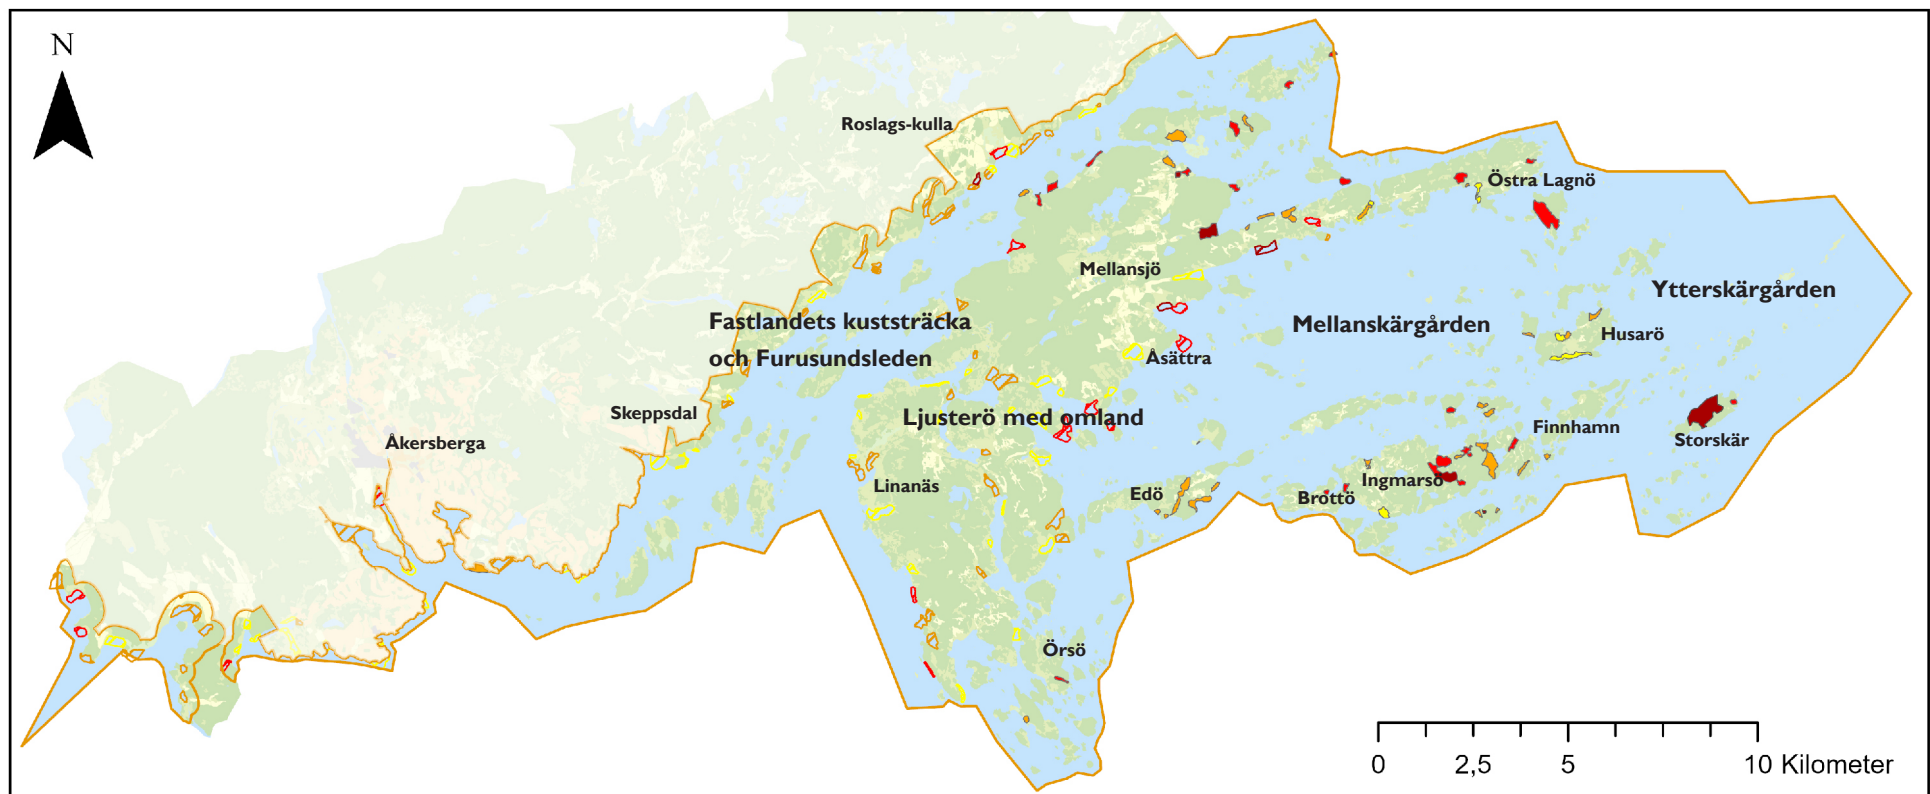 N
Roslags-kulla
Östra Lagnö
Mellansjö
Ytterskärgården
Fastlandets kuststräcka
och Furusundsleden
Mellanskärgården
Husarö
Åsättra
Skeppsdal
Ljusterö med omland
Åkersberga
Finnhamn
Storskär
Linanäs
Edö
Ingmarsö
Brottö
Örsö
0 2,5 5 10 Kilometer